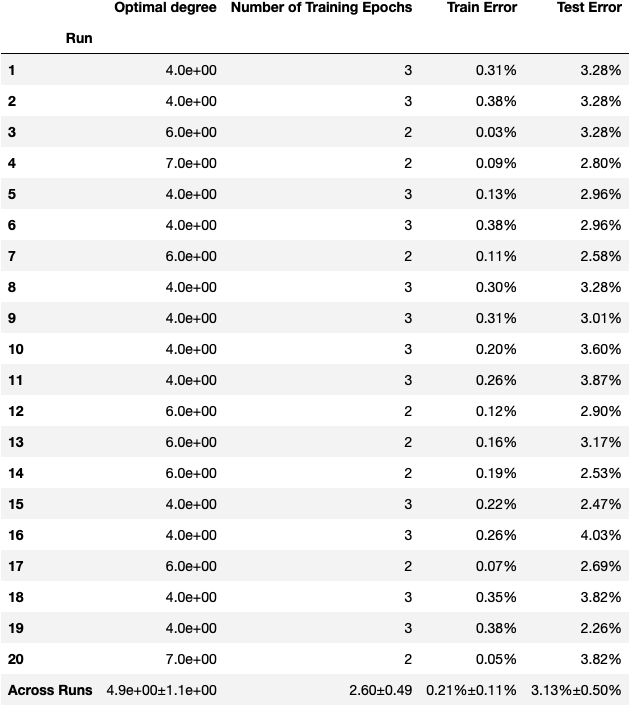 Optimal degree Number of Training Epochs Train Error Test Error
Run
1 4.0e+00 3 0.31% 3.28%
2 4.0e+00 3 0.38% 3.28%
3 6.0e+00 2 0.03% 3.28%
4 7.0e+00 2 0.09% 2.80%
5 4.0e+00 3 0.13% 2.96%
6 4.0e+00 3 0.38% 2.96%
7 6.0e+00 2 0.11% 2.58%
8 4.0e+00 3 0.30% 3.28%
9 4.0e+00 3 0.31% 3.01%
10 4.0e+00 3 0.20% 3.60%
11 4.0e+00 3 0.26% 3.87%
12 6.0e+00 2 0.12% 2.90%
13 6.0e+00 2 0.16% 3.17%
14 6.0e+00 2 0.19% 2.53%
15 4.0e+00 3 0.22% 2.47%
16 4.0e+00 3 0.26% 4.03%
17 6.0e+00 2 0.07% 2.69%
18 4.0e+00 3 0.35% 3.82%
19 4.0e+00 3 0.38% 2.26%
20 7.0e+00 2 0.05% 3.82%
Across Runs 4.9e+00±1.1e+00 2.60±0.49 0.21%±0.11% 3.13%±0.50%